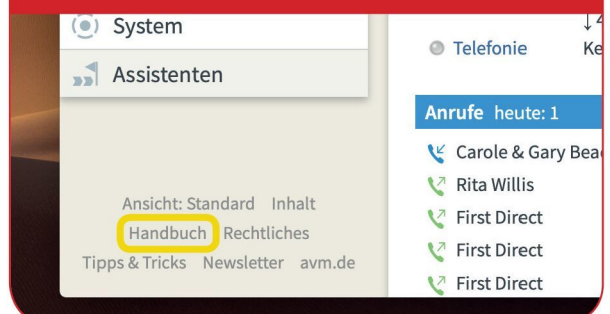 System
Assistenten
Ansicht: Standard Inhalt
Handbuch Rechtliches
Tipps & Tricks Newsletter avm.de
Telefonie
Anrufe heute: 1
Carole & Gary Bea
Rita Willis
First Direct
First Direct
First Direct